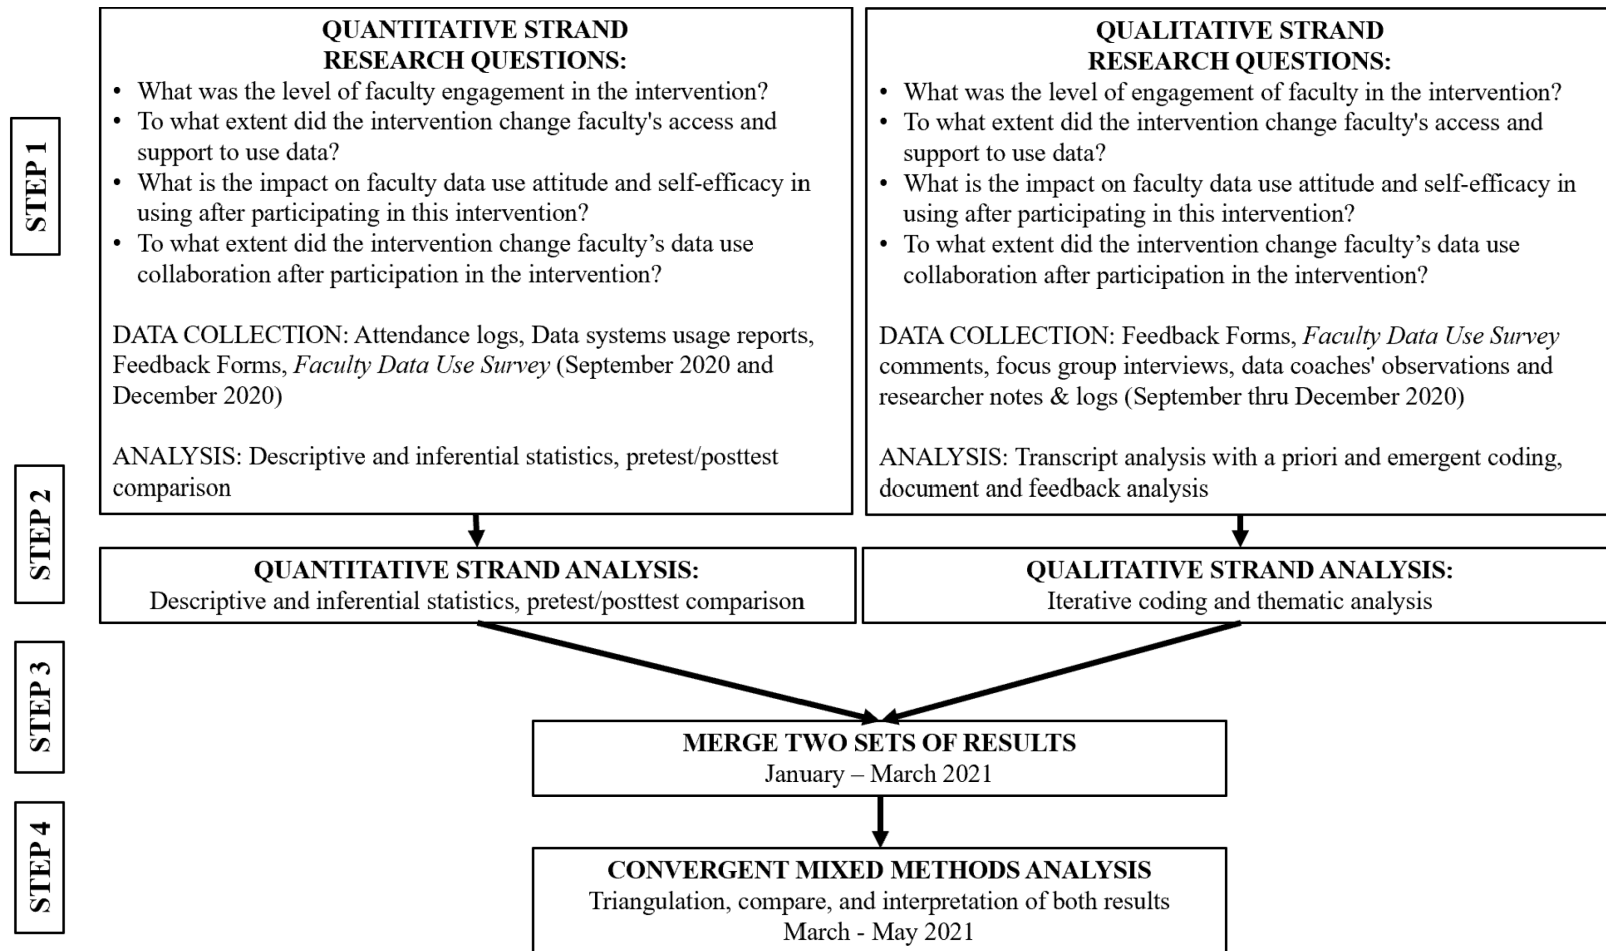 STEP 1
QUANTITATIVE STRAND
RESEARCH QUESTIONS:
• What was the level of faculty engagement in the intervention?
• To what extent did the intervention change faculty's access and
support to use data?
• What is the impact on faculty data use attitude and self-efficacy in
using after participating in this intervention?
• To what extent did the intervention change faculty’s data use
collaboration after participation in the intervention?
DATA COLLECTION: Attendance logs, Data systems usage reports,
Feedback Forms, Faculty Data Use Survey (September 2020 and
December 2020)
ANALYSIS: Descriptive and inferential statistics, pretest/posttest
comparison
QUALITATIVE STRAND
RESEARCH QUESTIONS:
• What was the level of engagement of faculty in the intervention?
• To what extent did the intervention change faculty's access and
support to use data?
• What is the impact on faculty data use attitude and self-efficacy in
using after participating in this intervention?
• To what extent did the intervention change faculty’s data use
collaboration after participation in the intervention?
DATA COLLECTION: Feedback Forms, Faculty Data Use Survey
comments, focus group interviews, data coaches' observations and
researcher notes & logs (September thru December 2020)
ANALYSIS: Transcript analysis with a priori and emergent coding,
document and feedback analysis
STEP 2
QUANTITATIVE STRAND ANALYSIS:
Descriptive and inferential statistics, pretest/posttest comparison
QUALITATIVE STRAND ANALYSIS:
Iterative coding and thematic analysis
STEP 3
MERGE TWO SETS OF RESULTS
January – March 2021
STEP 4
CONVERGENT MIXED METHODS ANALYSIS
Triangulation, compare, and interpretation of both results
March - May 2021